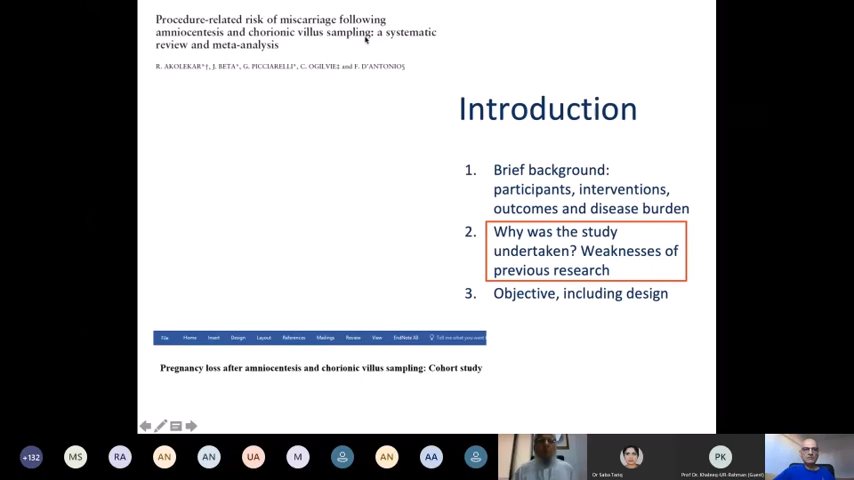 Procedure-related risk of miscarriage following
amniocentesis and chorionic villus sampling: a systematic
review and meta-analysis
R. AKOLEKAR*†, J. BETA*, G. PICCIARELLI*, C. OGILVIE‡ and F. D'ANTONIO§
Introduction
1. Brief background:
participants, interventions,
outcomes and disease burden
2. Why was the study
undertaken? Weaknesses of
previous research
3. Objective, including design
File Home Insert Design Layout References Mailings Review View EndNote X8 Tell me what you want
Pregnancy loss after amniocentesis and chorionic villus sampling: Cohort study
+132 MS RA AN AN UA M AN AA PK
Dr Saba Tariq
Prof Dr. Khaleeq-UR-Rahman (Guest)